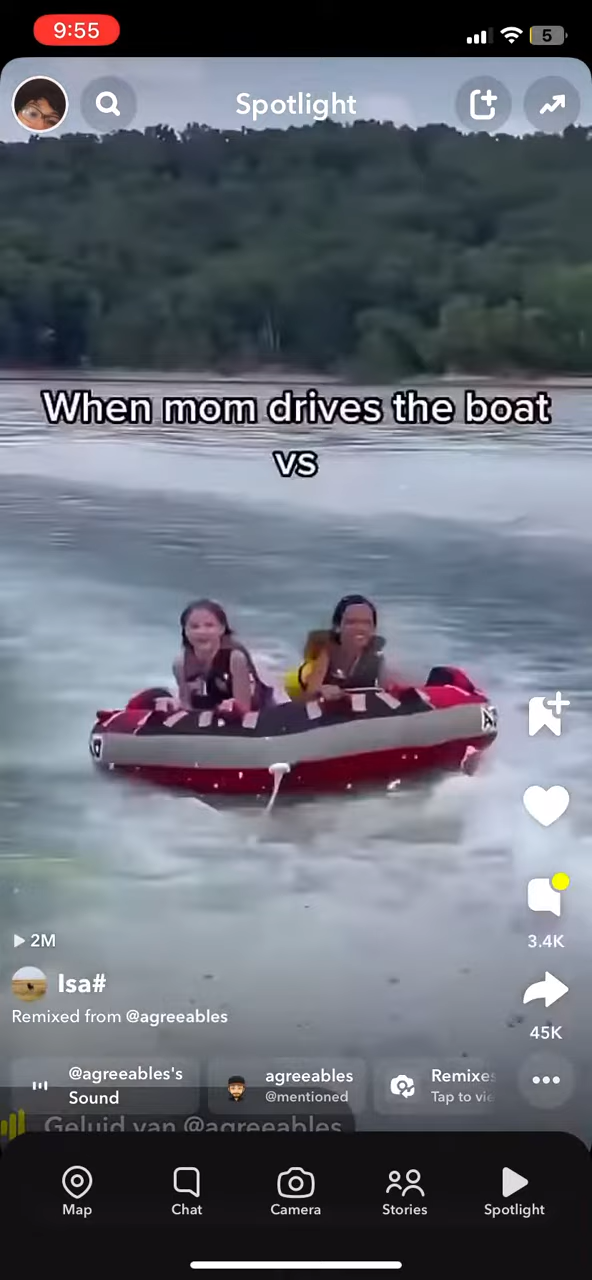 9:55
5
Spotlight
When mom drives the boat
vs
2M
Isa#
Remixed from @agreeables
3.4K
45K
@agreeables's
Sound
agreeables
@mentioned
Remixes
Tap to vie
Geluid van @agreeables
Map
Chat
Camera
Stories
Spotlight